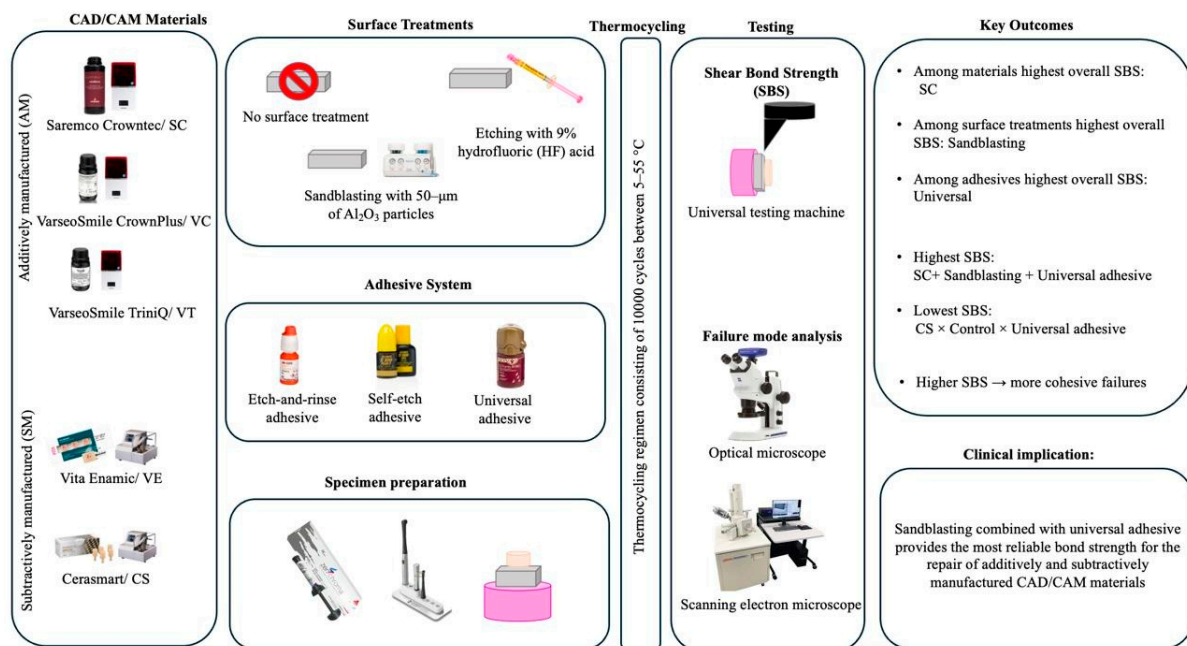 CAD/CAM Materials
Additively manufactured (AM)
Saremco Crowntec/ SC
VarseoSmile CrownPlus/ VC
VarseoSmile TriniQ/ VT
Subtractively manufactured (SM)
Vita Enamic/ VE
Cerasmart/ CS
Surface Treatments
No surface treatment
Etching with 9%
hydrofluoric (HF) acid
Sandblasting with 50–μm
of Al₂O₃ particles
Adhesive System
Etch-and-rinse
adhesive
Self-etch
adhesive
Universal
adhesive
Specimen preparation
Thermocycling
Thermocycling regimen consisting of 10000 cycles between 5–55 °C
Testing
Shear Bond Strength
(SBS)
Universal testing machine
Failure mode analysis
Optical microscope
Scanning electron microscope
Key Outcomes
• Among materials highest overall SBS:
SC
• Among surface treatments highest overall
SBS: Sandblasting
• Among adhesives highest overall SBS:
Universal
• Highest SBS:
SC+ Sandblasting + Universal adhesive
• Lowest SBS:
CS × Control × Universal adhesive
• Higher SBS → more cohesive failures
Clinical implication:
Sandblasting combined with universal adhesive
provides the most reliable bond strength for the
repair of additively and subtractively
manufactured CAD/CAM materials